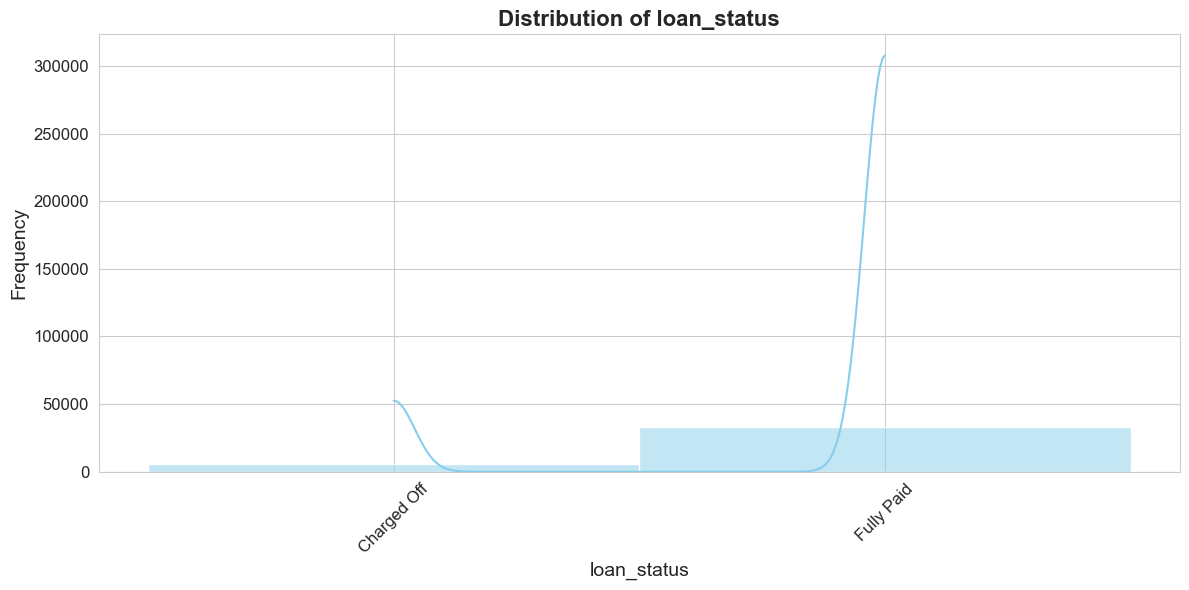 Distribution of loan_status
Frequency
300000
250000
200000
150000
100000
50000
0
Charged Off
Fully Paid
loan_status